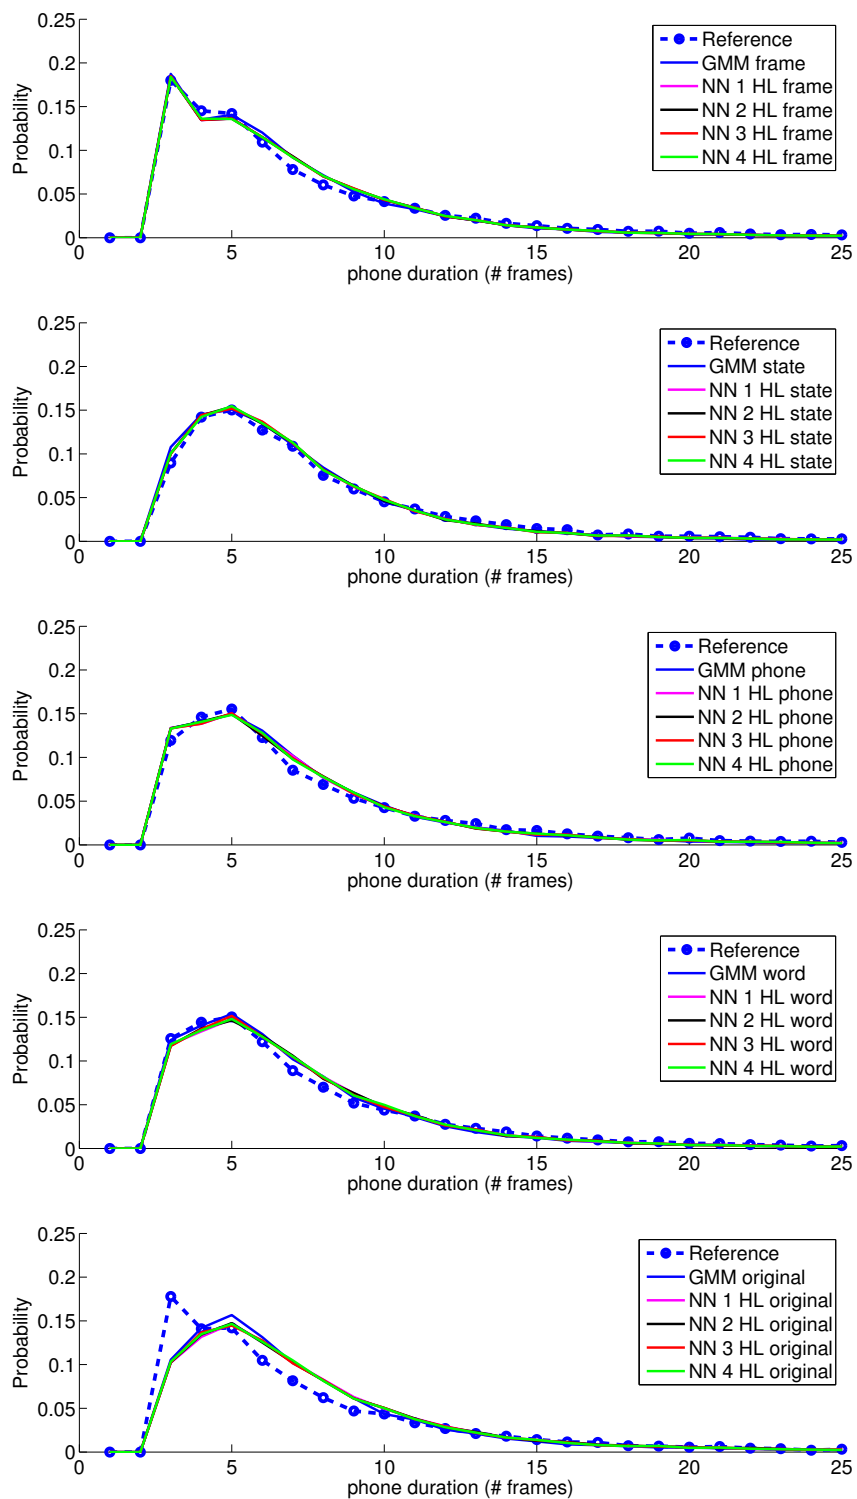 0.25
0.2
0.15
0.1
0.05
0
Probability
0 5 10 15 20 25
phone duration (# frames)
Reference
GMM frame
NN 1 HL frame
NN 2 HL frame
NN 3 HL frame
NN 4 HL frame
0.25
0.2
0.15
0.1
0.05
0
Probability
0 5 10 15 20 25
phone duration (# frames)
Reference
GMM state
NN 1 HL state
NN 2 HL state
NN 3 HL state
NN 4 HL state
0.25
0.2
0.15
0.1
0.05
0
Probability
0 5 10 15 20 25
phone duration (# frames)
Reference
GMM phone
NN 1 HL phone
NN 2 HL phone
NN 3 HL phone
NN 4 HL phone
0.25
0.2
0.15
0.1
0.05
0
Probability
0 5 10 15 20 25
phone duration (# frames)
Reference
GMM word
NN 1 HL word
NN 2 HL word
NN 3 HL word
NN 4 HL word
0.25
0.2
0.15
0.1
0.05
0
Probability
0 5 10 15 20 25
phone duration (# frames)
Reference
GMM original
NN 1 HL original
NN 2 HL original
NN 3 HL original
NN 4 HL original